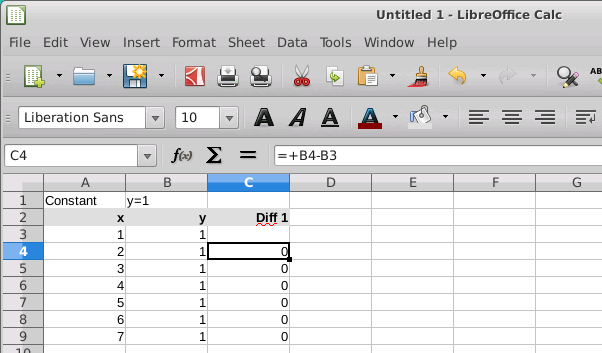 Untitled 1 - LibreOffice Calc
File Edit View Insert Format Sheet Data Tools Window Help
Liberation Sans 10 A A A A
C4 f(x) Σ = =+B4-B3
A B C D E F G
1 Constant y=1
2 x y Diff 1
3 1 1
4 2 1 0
5 3 1 0
6 4 1 0
7 5 1 0
8 6 1 0
9 7 1 0
10